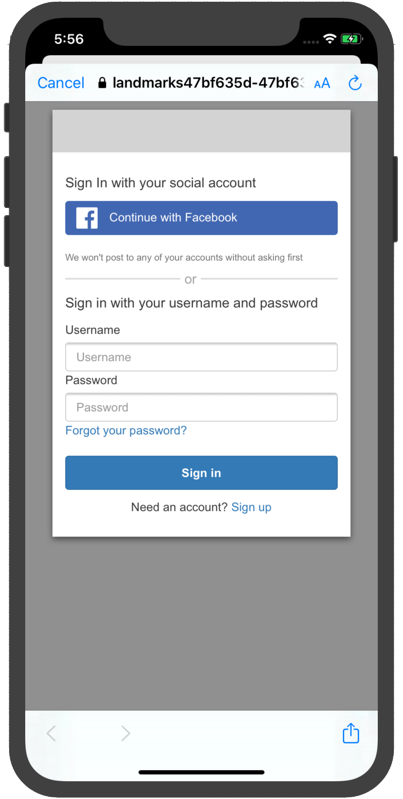 5:56
Cancel landmarks47bf635d-47bf63 AA
Sign In with your social account
Continue with Facebook
We won't post to any of your accounts without asking first
or
Sign in with your username and password
Username
Username
Password
Password
Forgot your password?
Sign in
Need an account? Sign up